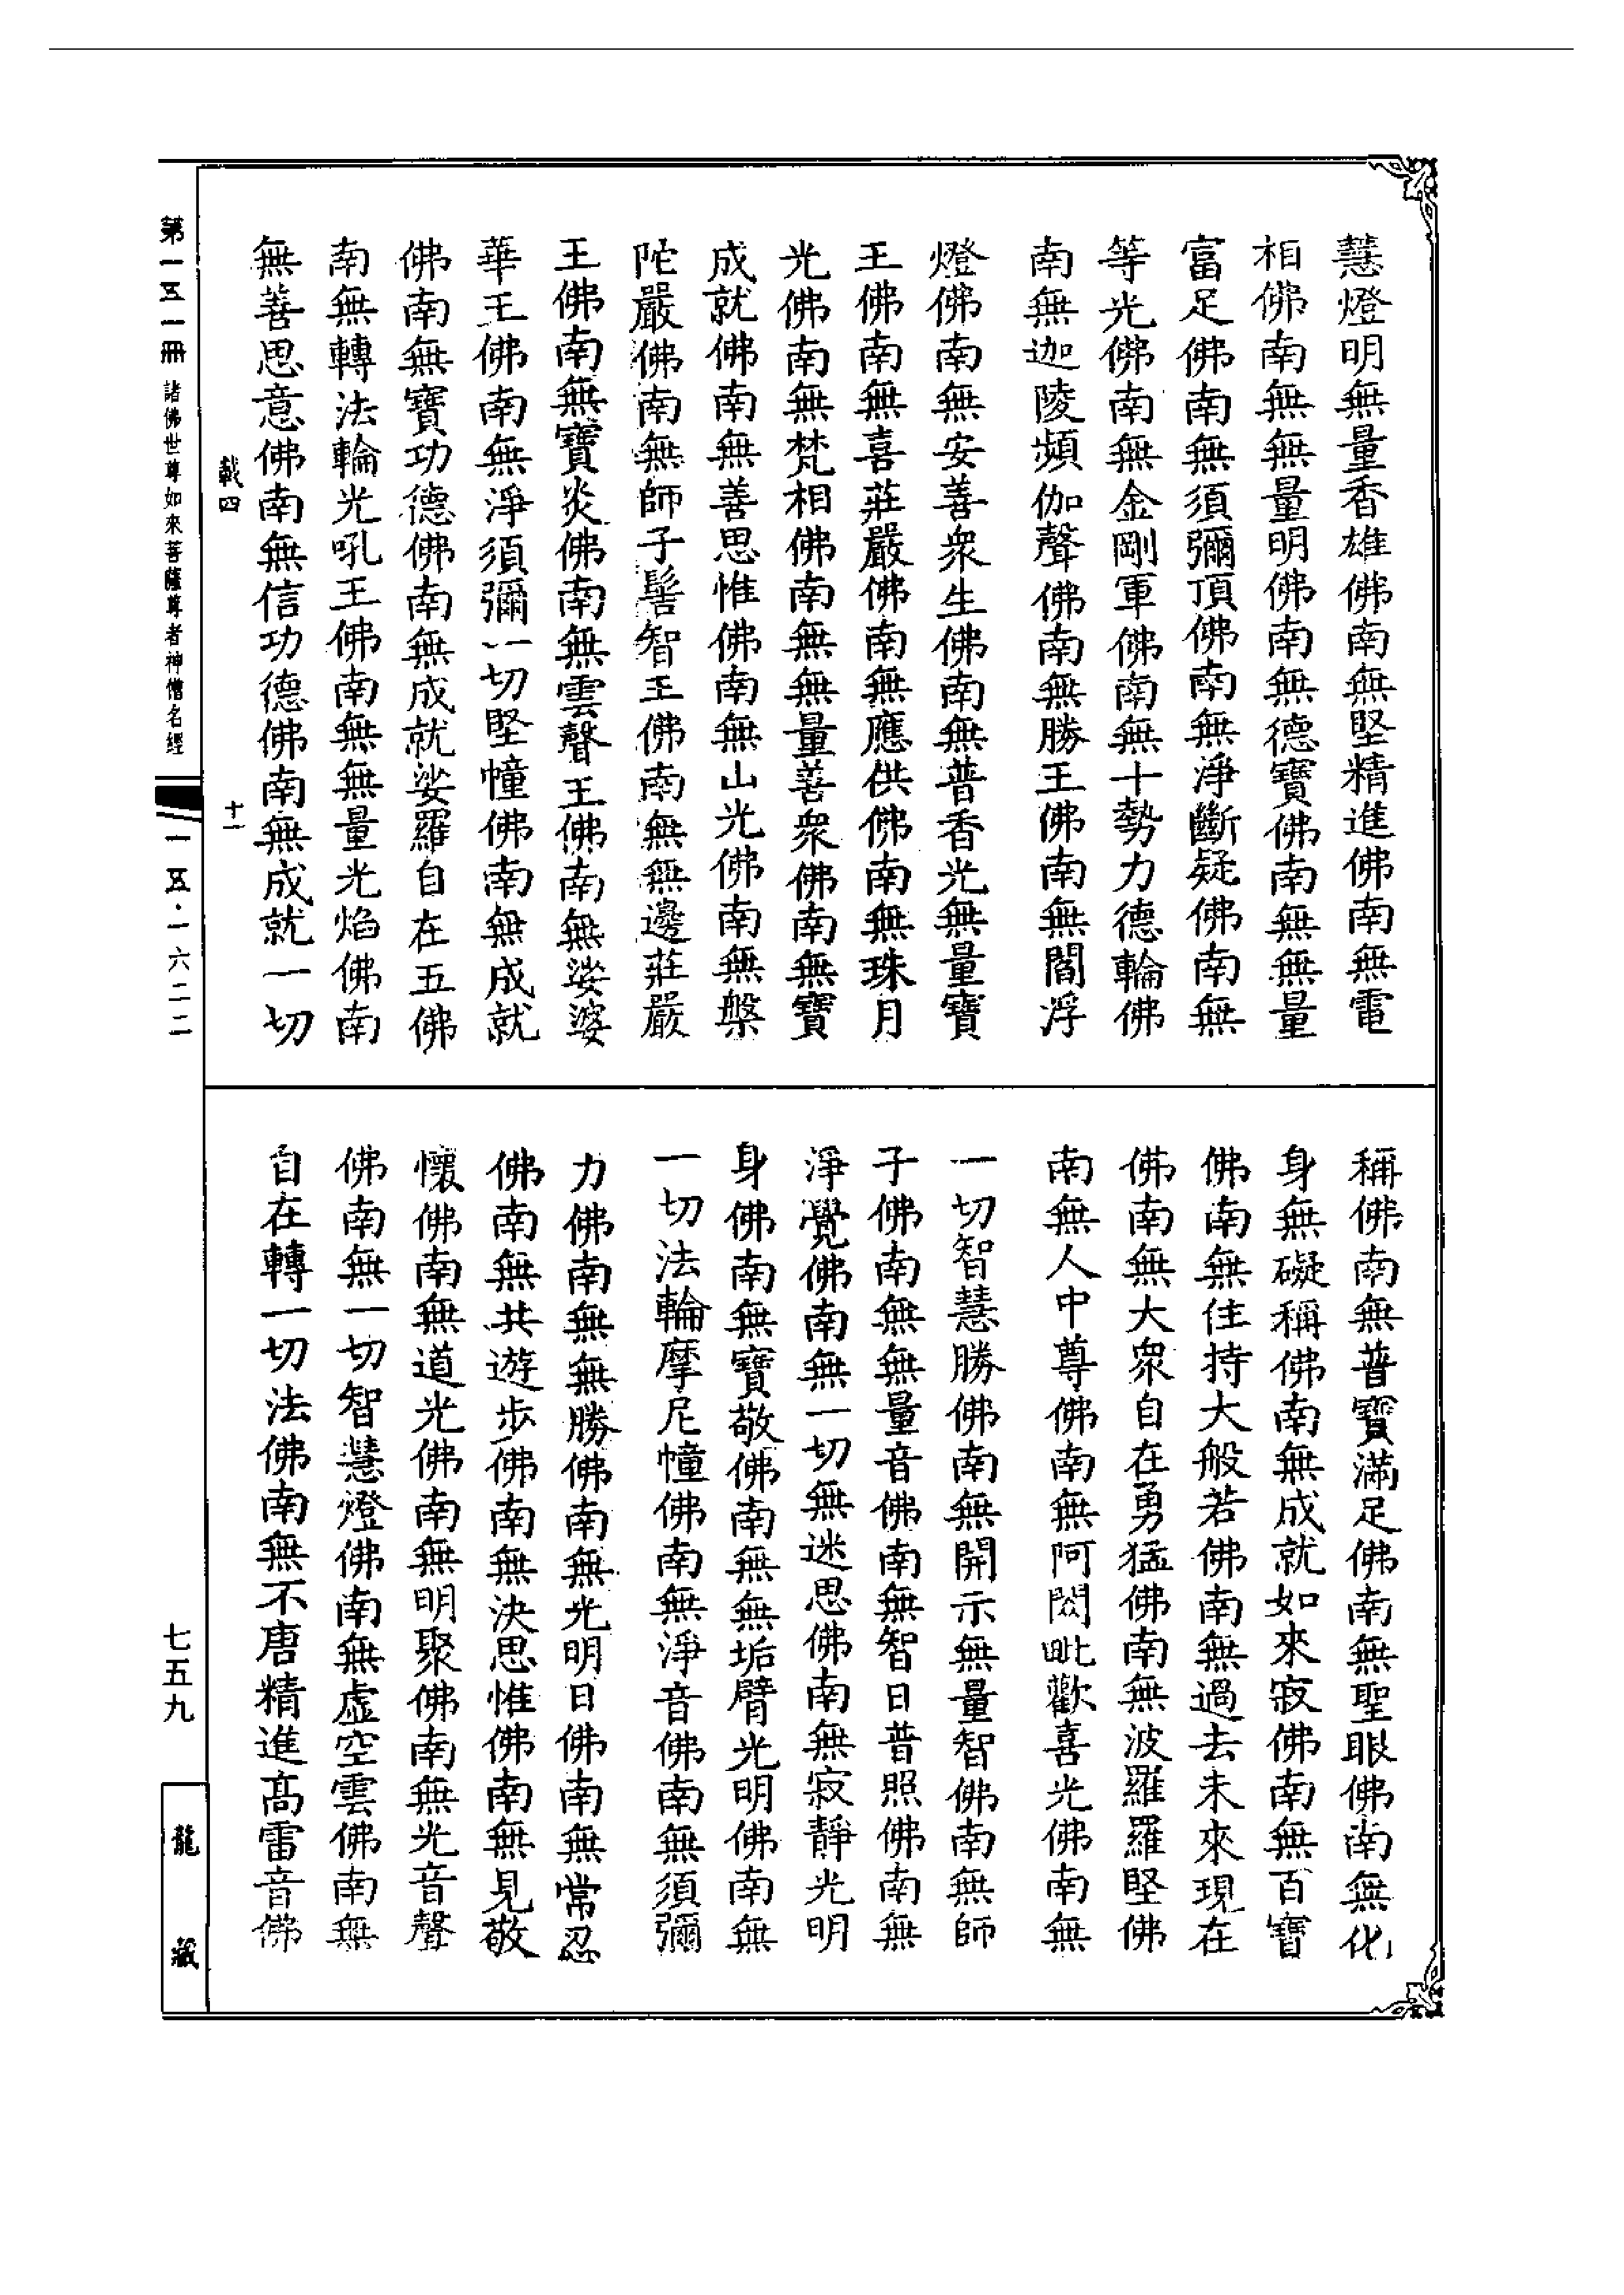 慧燈明無量香雄佛南無堅精進佛南無電
相佛南無無量明佛南無德寶佛南無無量
富足佛南無須彌頂佛南無淨斷疑佛南無
等光佛南無金剛軍佛南無十勢力德輪佛
南無迦陵頻伽聲佛南無勝王佛南無閻浮
燈佛南無安善衆生佛南無普香光無量寶
王佛南無喜莊嚴佛南無應供佛南無珠月
光佛南無梵相佛南無無量善衆佛南無寶
成就佛南無善思惟佛南無山光佛南無槃
陀嚴佛南無師子髻智王佛南無無邊莊嚴
王佛南無寶炎佛南無雲聲王佛南無娑婆
華王佛南無淨須彌一切堅幢佛南無成就
佛南無寶功德佛南無成就娑羅自在五佛
南無轉法輪光吼王佛南無無量光焰佛南
無善思意佛南無信功德佛南無成就一切
載四
十一
稱佛南無普寶滿足佛南無聖眼佛南無化
身無礙稱佛南無成就如來寂佛南無百寶
佛南無住持大般若佛南無過去未來現在
佛南無大衆自在勇猛佛南無波羅羅堅佛
南無人中尊佛南無阿閦毗歡喜光佛南無
一切智慧勝佛南無開示無量智佛南無師
子佛南無無量音佛南無智日普照佛南無
淨覺佛南無一切無迷思佛南無寂靜光明
身佛南無寶敬佛南無無垢臂光明佛南無
一切法輪摩尼幢佛南無淨音佛南無須彌
力佛南無無勝佛南無光明日佛南無常忍
佛南無共遊步佛南無決思惟佛南無見敬
懷佛南無道光佛南無明聚佛南無光音聲
佛南無一切智慧燈佛南無虛空雲佛南無
自在轉一切法佛南無不唐精進高雷音佛
第一五一冊 諸佛世尊如來菩薩尊者神僧名經
一五·一六二二
七五九
龍藏